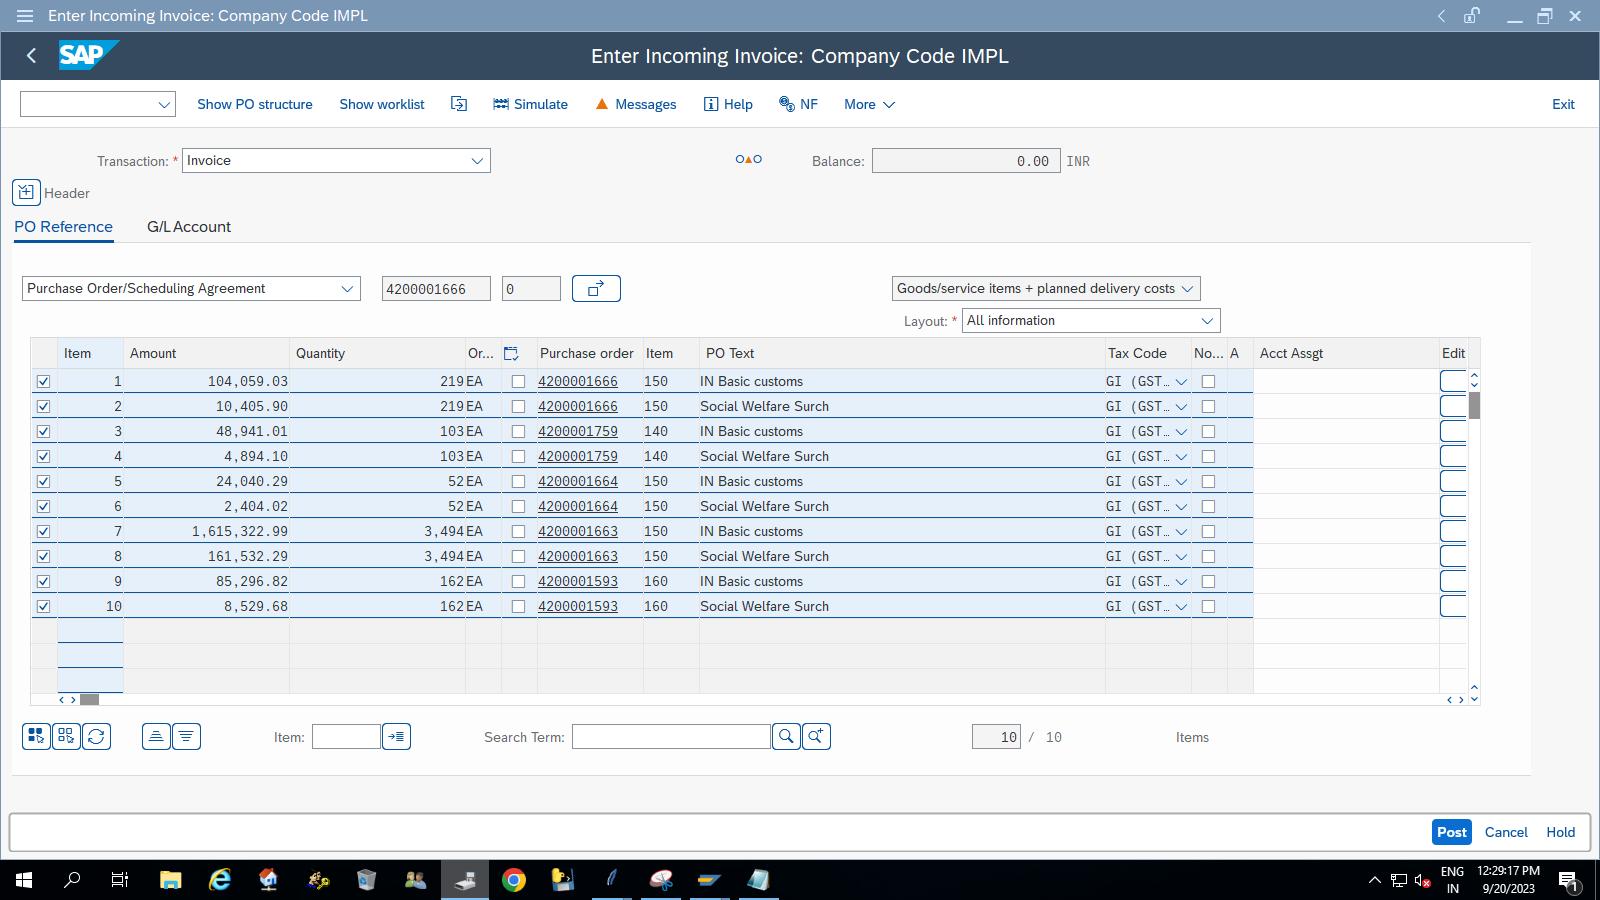 Enter Incoming Invoice: Company Code IMPL
SAP Enter Incoming Invoice: Company Code IMPL
Show PO structure Show worklist Simulate Messages Help NF More Exit
Transaction: * Invoice Balance: 0.00 INR
Header
PO Reference G/L Account
Purchase Order/Scheduling Agreement 4200001666 0 Goods/service items + planned delivery costs
Layout: * All information
Item Amount Quantity Or... Purchase order Item PO Text Tax Code No... A Acct Assgt Edit
1 104,059.03 219 EA 4200001666 150 IN Basic customs GI (GST…
2 10,405.90 219 EA 4200001666 150 Social Welfare Surch GI (GST…
3 48,941.01 103 EA 4200001759 140 IN Basic customs GI (GST…
4 4,894.10 103 EA 4200001759 140 Social Welfare Surch GI (GST…
5 24,040.29 52 EA 4200001664 150 IN Basic customs GI (GST…
6 2,404.02 52 EA 4200001664 150 Social Welfare Surch GI (GST…
7 1,615,322.99 3,494 EA 4200001663 150 IN Basic customs GI (GST…
8 161,532.29 3,494 EA 4200001663 150 Social Welfare Surch GI (GST…
9 85,296.82 162 EA 4200001593 160 IN Basic customs GI (GST…
10 8,529.68 162 EA 4200001593 160 Social Welfare Surch GI (GST…
Item: Search Term: 10 / 10 Items
Post Cancel Hold
ENG 12:29:17 PM
IN 9/20/2023 1